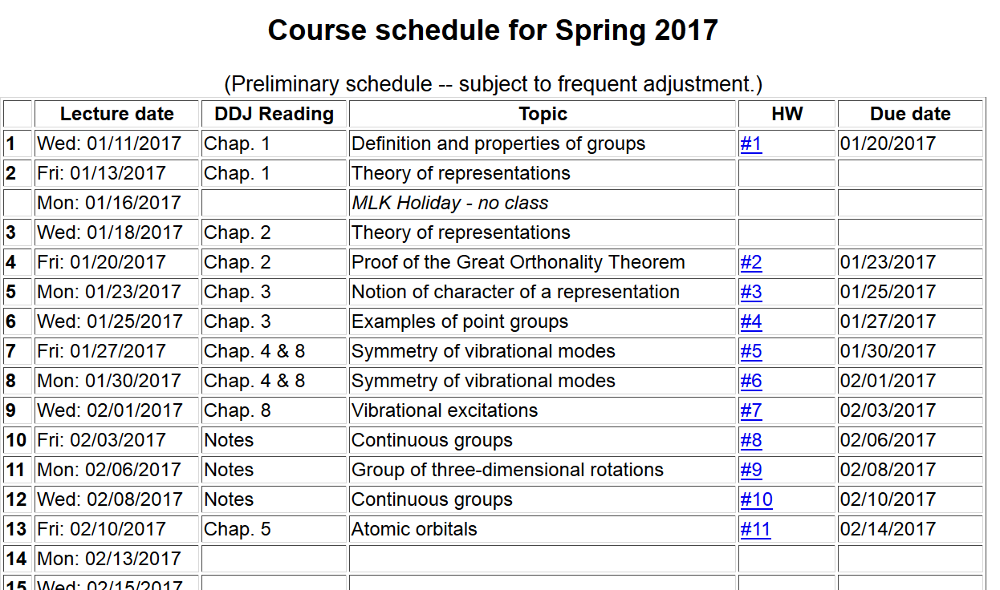 Course schedule for Spring 2017
(Preliminary schedule -- subject to frequent adjustment.)
Lecture date DDJ Reading Topic HW Due date
1 Wed: 01/11/2017 Chap. 1 Definition and properties of groups #1 01/20/2017
2 Fri: 01/13/2017 Chap. 1 Theory of representations
Mon: 01/16/2017 MLK Holiday - no class
3 Wed: 01/18/2017 Chap. 2 Theory of representations
4 Fri: 01/20/2017 Chap. 2 Proof of the Great Orthonality Theorem #2 01/23/2017
5 Mon: 01/23/2017 Chap. 3 Notion of character of a representation #3 01/25/2017
6 Wed: 01/25/2017 Chap. 3 Examples of point groups #4 01/27/2017
7 Fri: 01/27/2017 Chap. 4 & 8 Symmetry of vibrational modes #5 01/30/2017
8 Mon: 01/30/2017 Chap. 4 & 8 Symmetry of vibrational modes #6 02/01/2017
9 Wed: 02/01/2017 Chap. 8 Vibrational excitations #7 02/03/2017
10 Fri: 02/03/2017 Notes Continuous groups #8 02/06/2017
11 Mon: 02/06/2017 Notes Group of three-dimensional rotations #9 02/08/2017
12 Wed: 02/08/2017 Notes Continuous groups #10 02/10/2017
13 Fri: 02/10/2017 Chap. 5 Atomic orbitals #11 02/14/2017
14 Mon: 02/13/2017
15 Wed: 02/15/2017